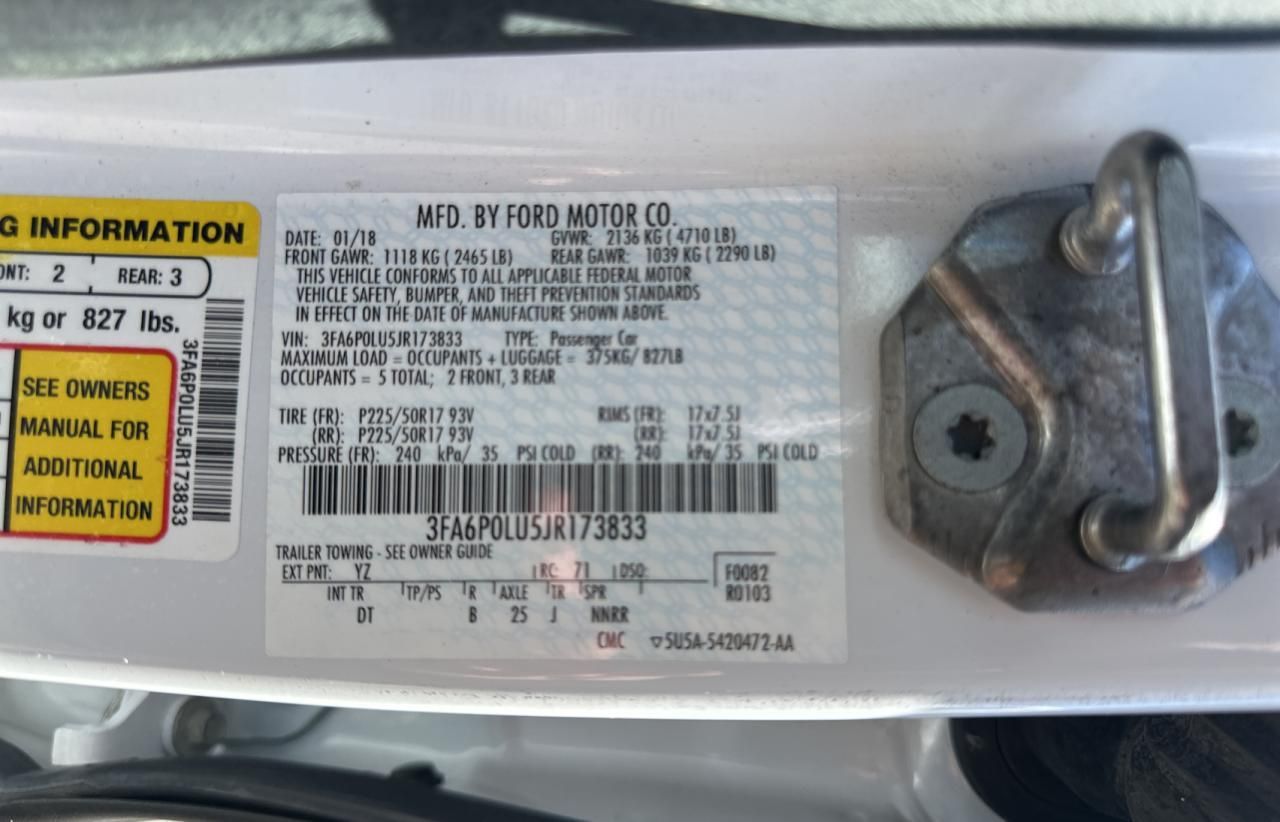 G INFORMATION
ONT: 2 REAR: 3
kg or 827 lbs.
3FA6P0LU5JR173833
SEE OWNERS
MANUAL FOR
ADDITIONAL
INFORMATION
MFD. BY FORD MOTOR CO.
DATE: 01/18 GVWR: 2136 KG ( 4710 LB)
FRONT GAWR: 1118 KG ( 2465 LB) REAR GAWR: 1039 KG ( 2290 LB)
THIS VEHICLE CONFORMS TO ALL APPLICABLE FEDERAL MOTOR
VEHICLE SAFETY, BUMPER, AND THEFT PREVENTION STANDARDS
IN EFFECT ON THE DATE OF MANUFACTURE SHOWN ABOVE.
VIN: 3FA6P0LU5JR173833 TYPE: Passenger Car
MAXIMUM LOAD = OCCUPANTS + LUGGAGE = 375KG/ 827LB
OCCUPANTS = 5 TOTAL; 2 FRONT, 3 REAR
TIRE (FR): P225/50R17 93V RIMS (FR): 17x7.5J
(RR): P225/50R17 93V (RR): 17x7.5J
PRESSURE (FR): 240 kPa/ 35 PSI COLD (RR): 240 kPa/ 35 PSI COLD
3FA6P0LU5JR173833
TRAILER TOWING - SEE OWNER GUIDE
EXT PNT: YZ RC: 71 DSO: F0082
INT TR TP/PS R AXLE TR SPR R0103
DT B 25 J NNRR
CMC ▽5U5A-5420472-AA